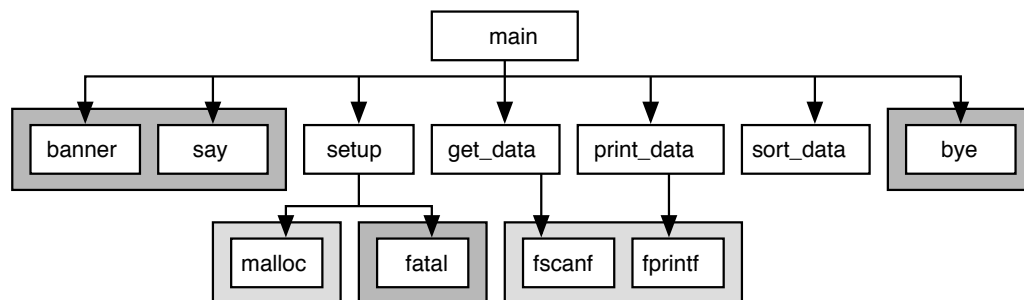 main
banner say setup get_data print_data sort_data bye
malloc fatal fscanf fprintf